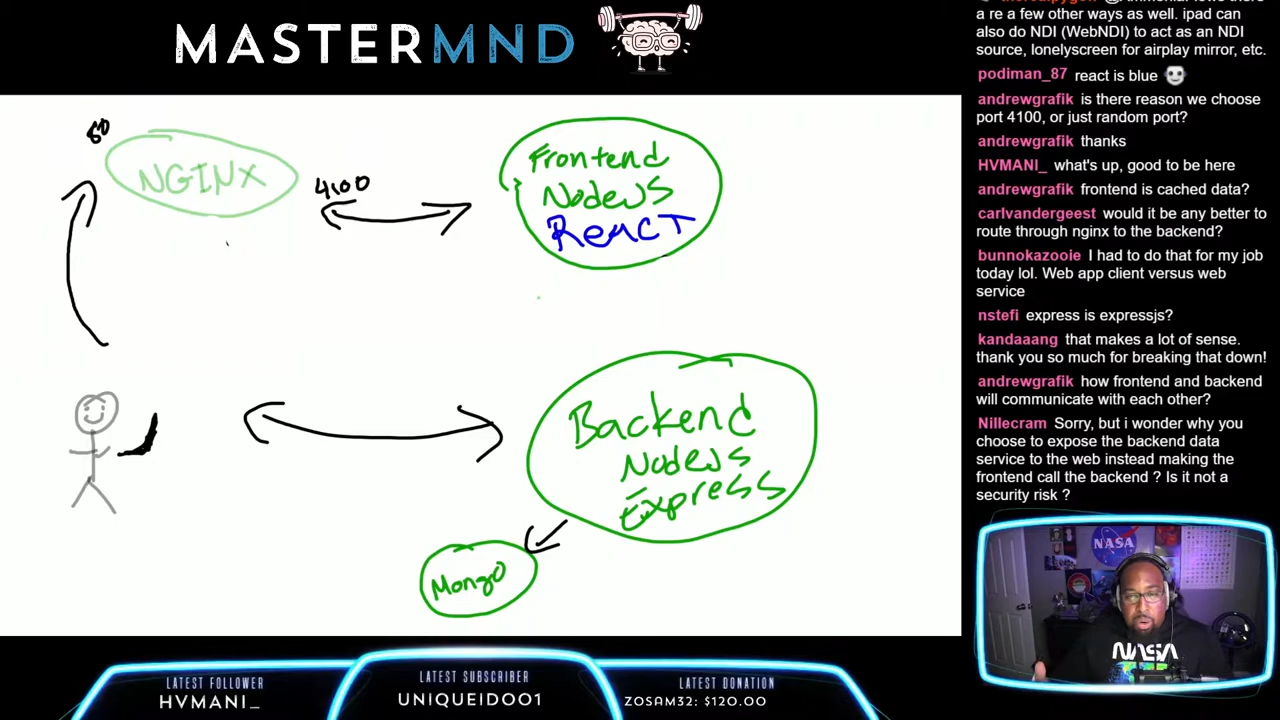 MASTERMND
80
NGINX
4100
Frontend
NodeJS
React
Backend
NodeJS
Express
Mongo
a re a few other ways as well. ipad can
also do NDI (WebNDI) to act as an NDI
source, lonelyscreen for airplay mirror, etc.
podiman_87 react is blue
andrewgrafik is there reason we choose
port 4100, or just random port?
andrewgrafik thanks
HVMANI_ what's up, good to be here
andrewgrafik frontend is cached data?
carlvandergeest would it be any better to
route through nginx to the backend?
bunnokazooie I had to do that for my job
today lol. Web app client versus web
service
nstefi express is expressjs?
kandaaang that makes a lot of sense.
thank you so much for breaking that down!
andrewgrafik how frontend and backend
will communicate with each other?
Nillecram Sorry, but i wonder why you
choose to expose the backend data
service to the web instead making the
frontend call the backend ? Is it not a
security risk ?
NASA
NASA
LATEST FOLLOWER
HVMANI_
LATEST SUBSCRIBER
UNIQUEID001
LATEST DONATION
ZOSAM32: $120.00